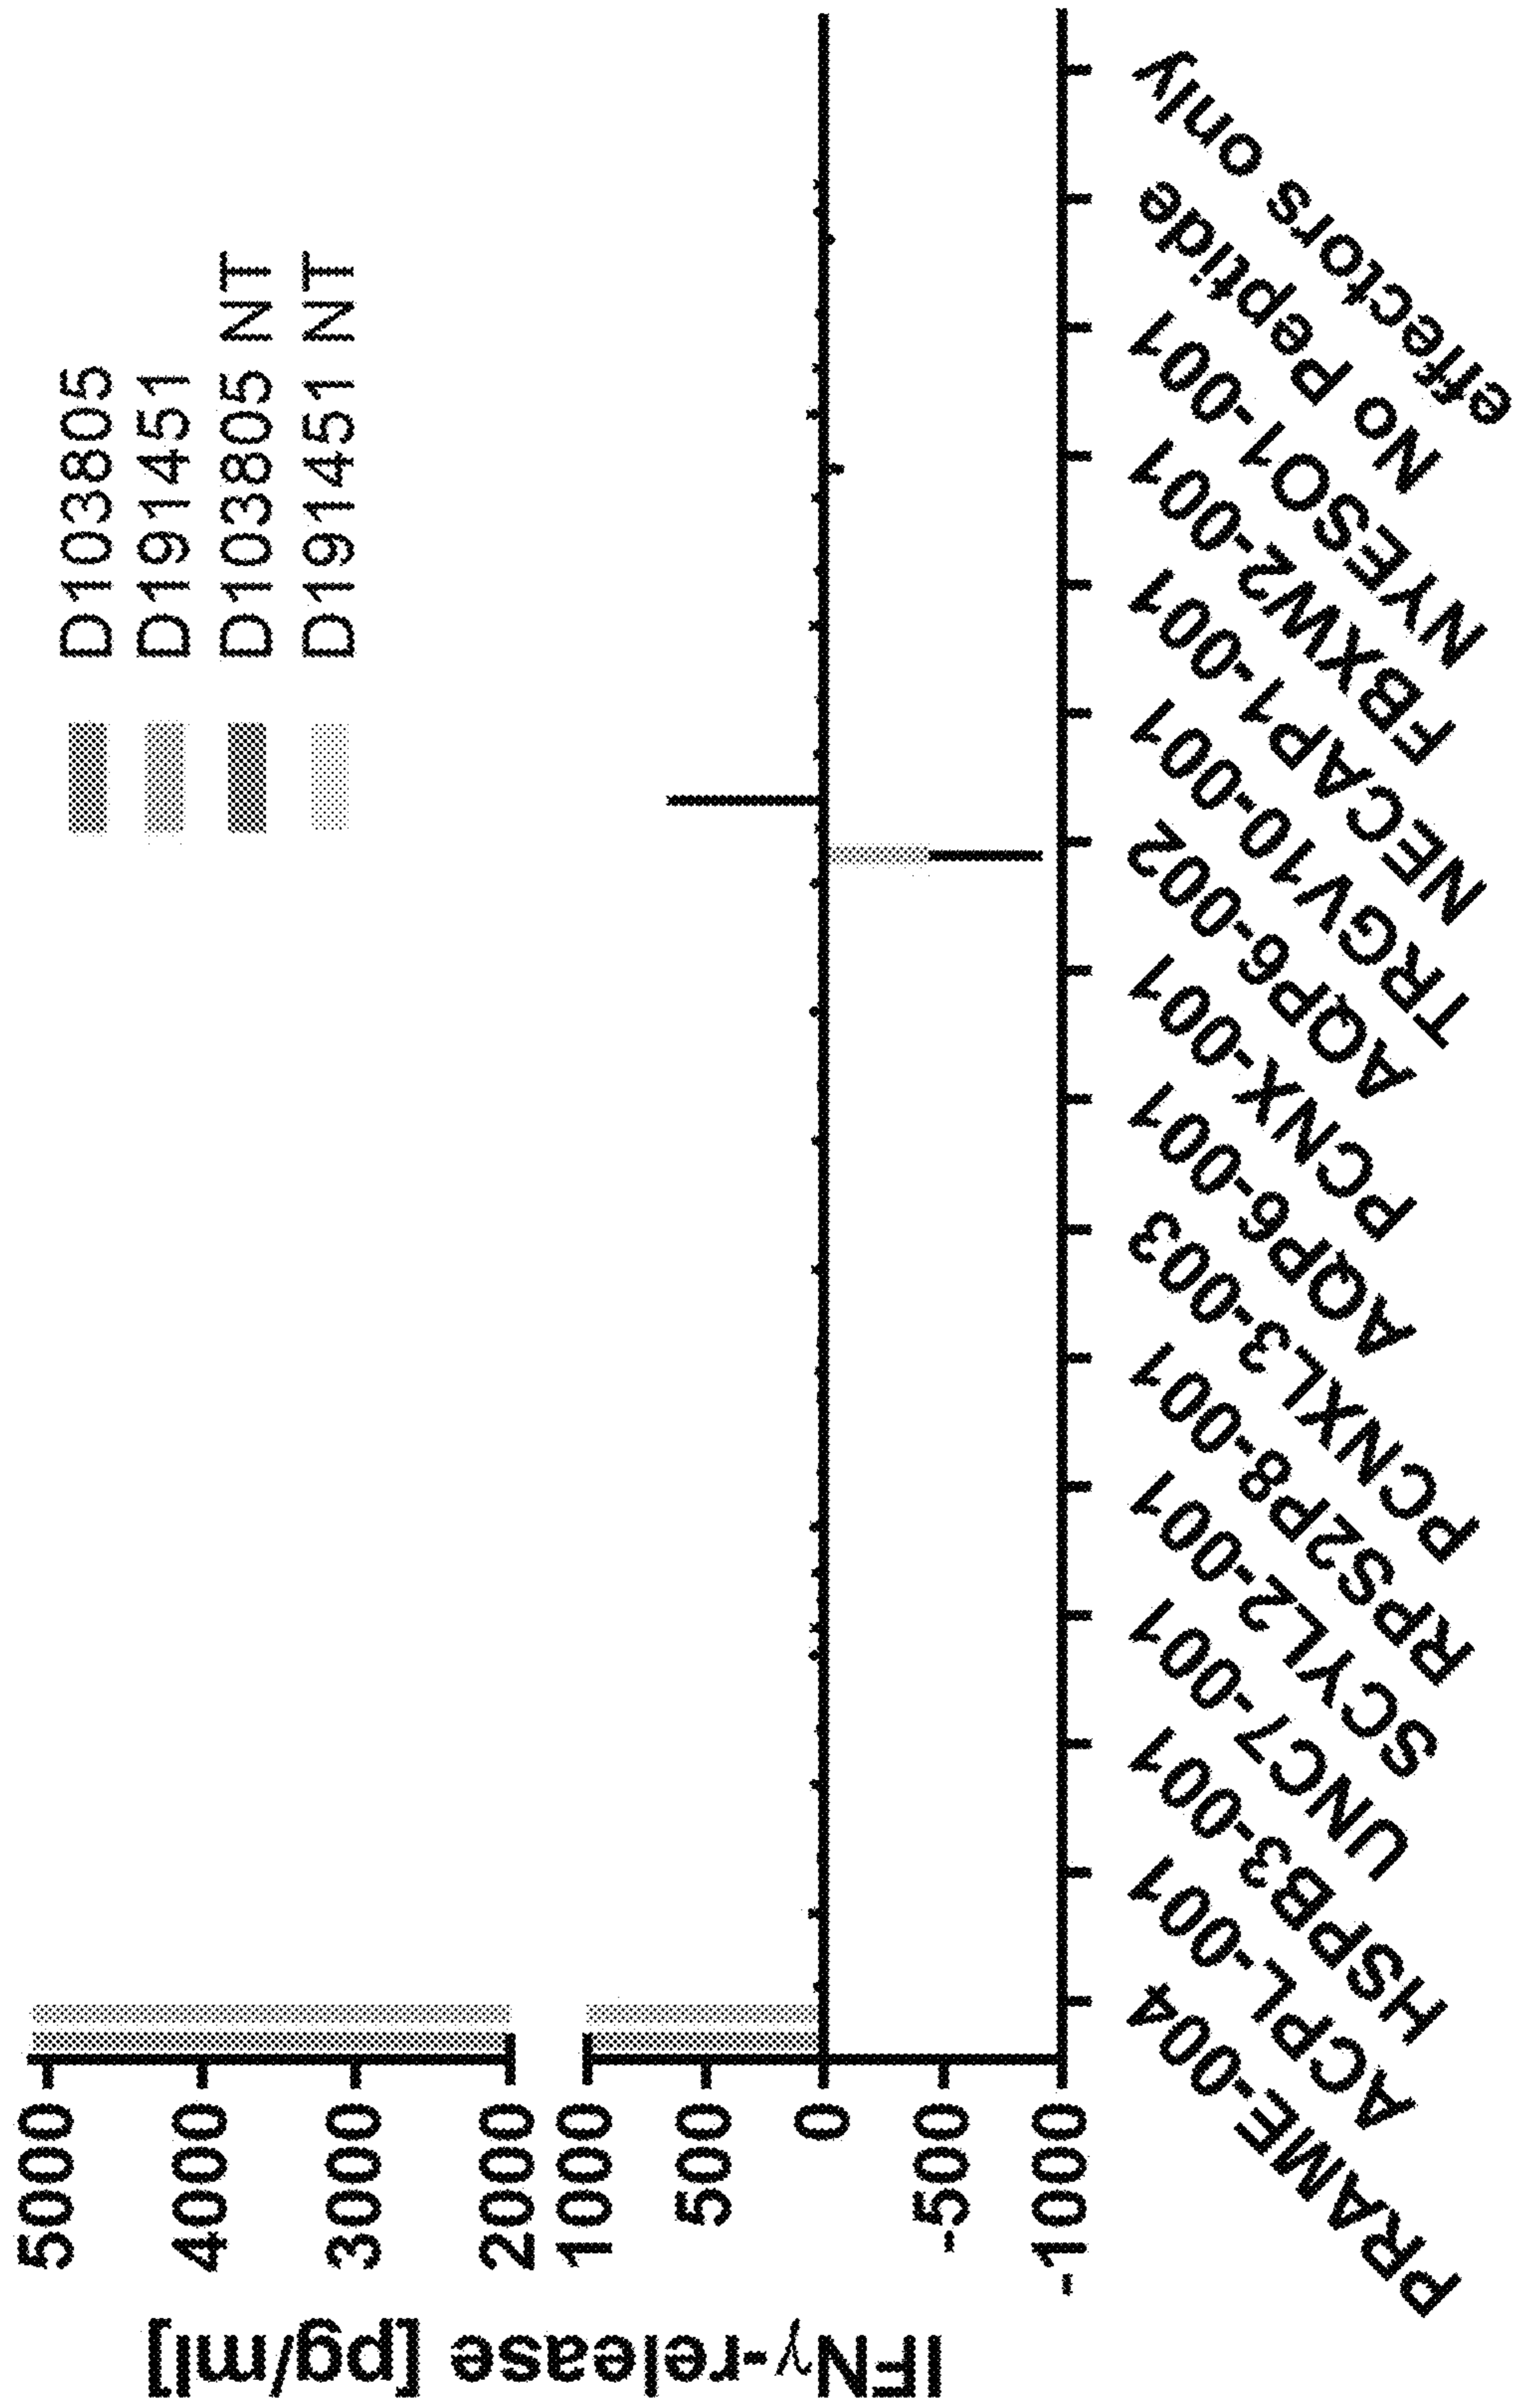 D103805
D191451
D103805 NT
D191451 NT
IFNγ-release [pg/ml]
5000
4000
3000
2000
1000
500
0
-500
-1000
PRAME-004
ACPL-001
HSPB3-001
UNC7-001
SCYL2-001
RPS2P8-001
PCNXL3-003
AQP6-001
PCNX-001
AQP6-002
TRGV10-001
NECAP1-001
FBXW2-001
NYESO1-001
No Peptide
effectors only